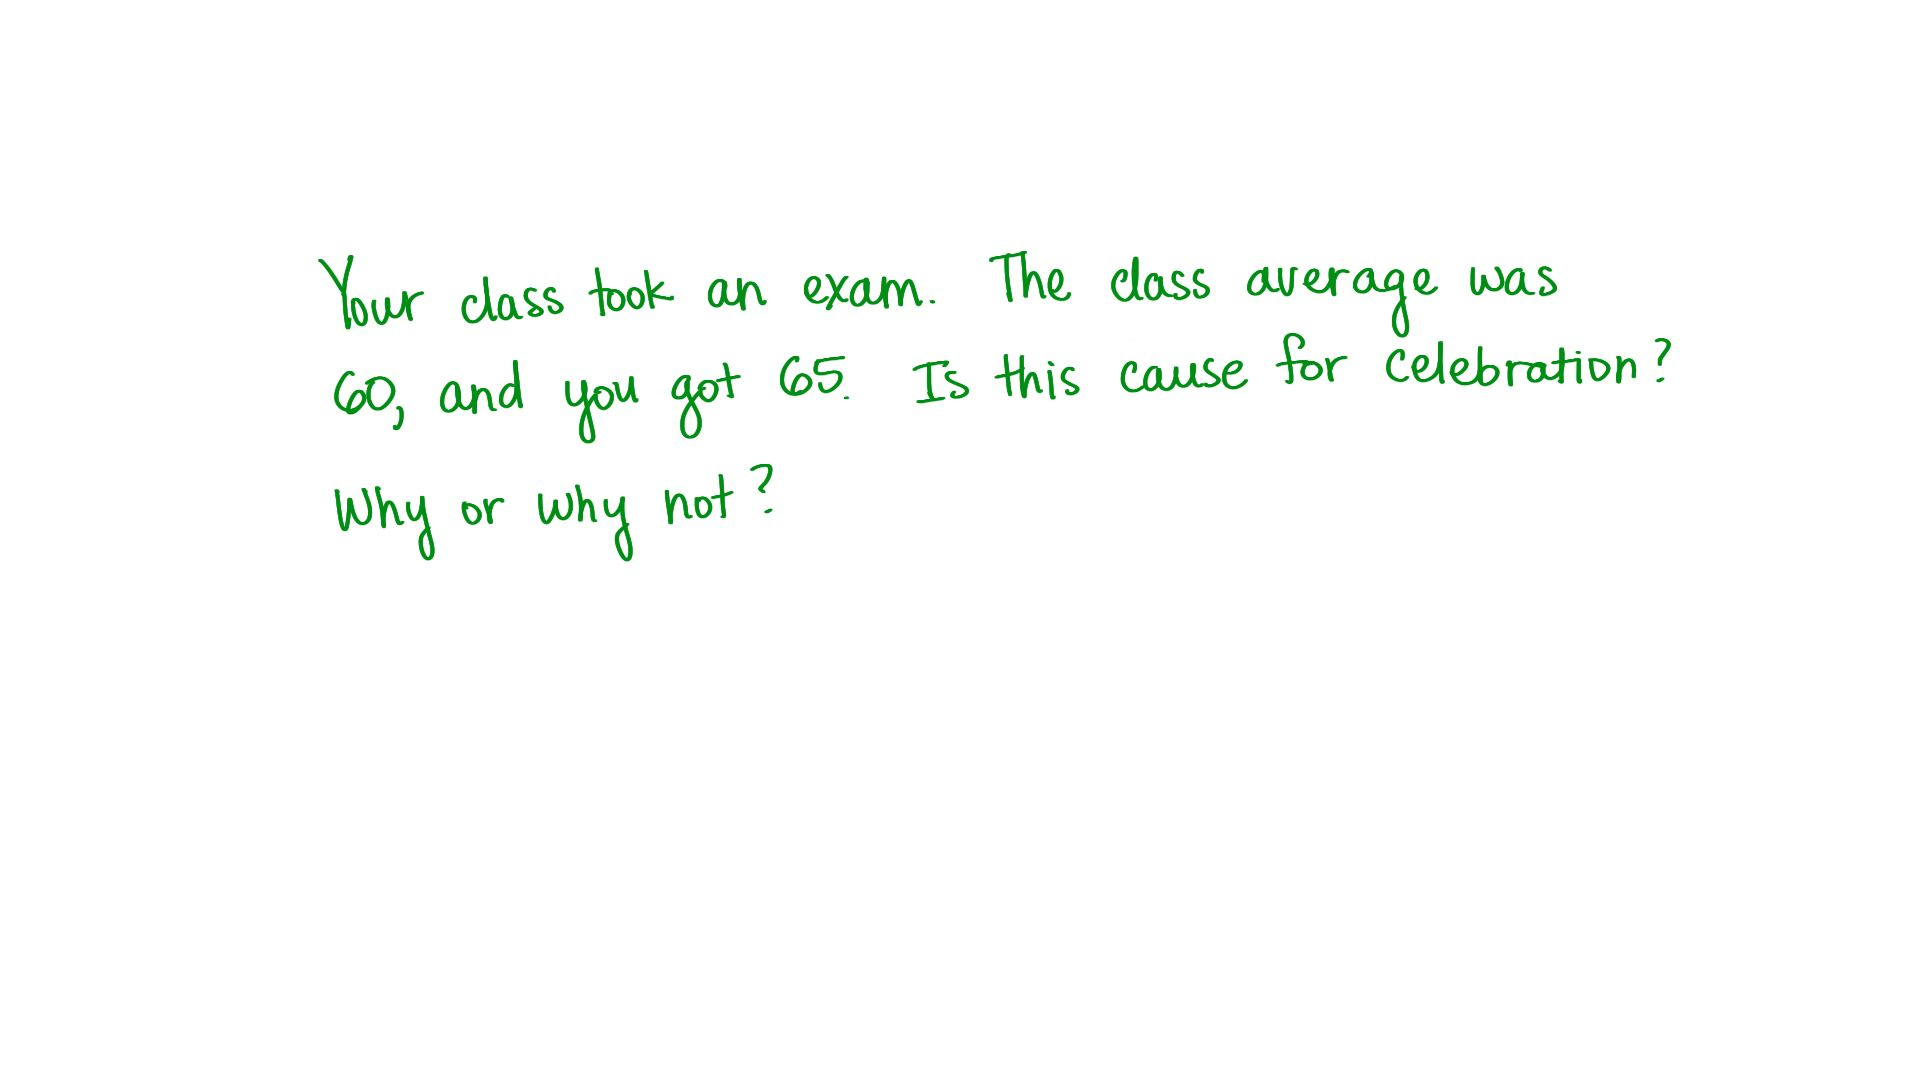 Your class took an exam. The class average was
60, and you got 65. Is this cause for celebration?
Why or why not?